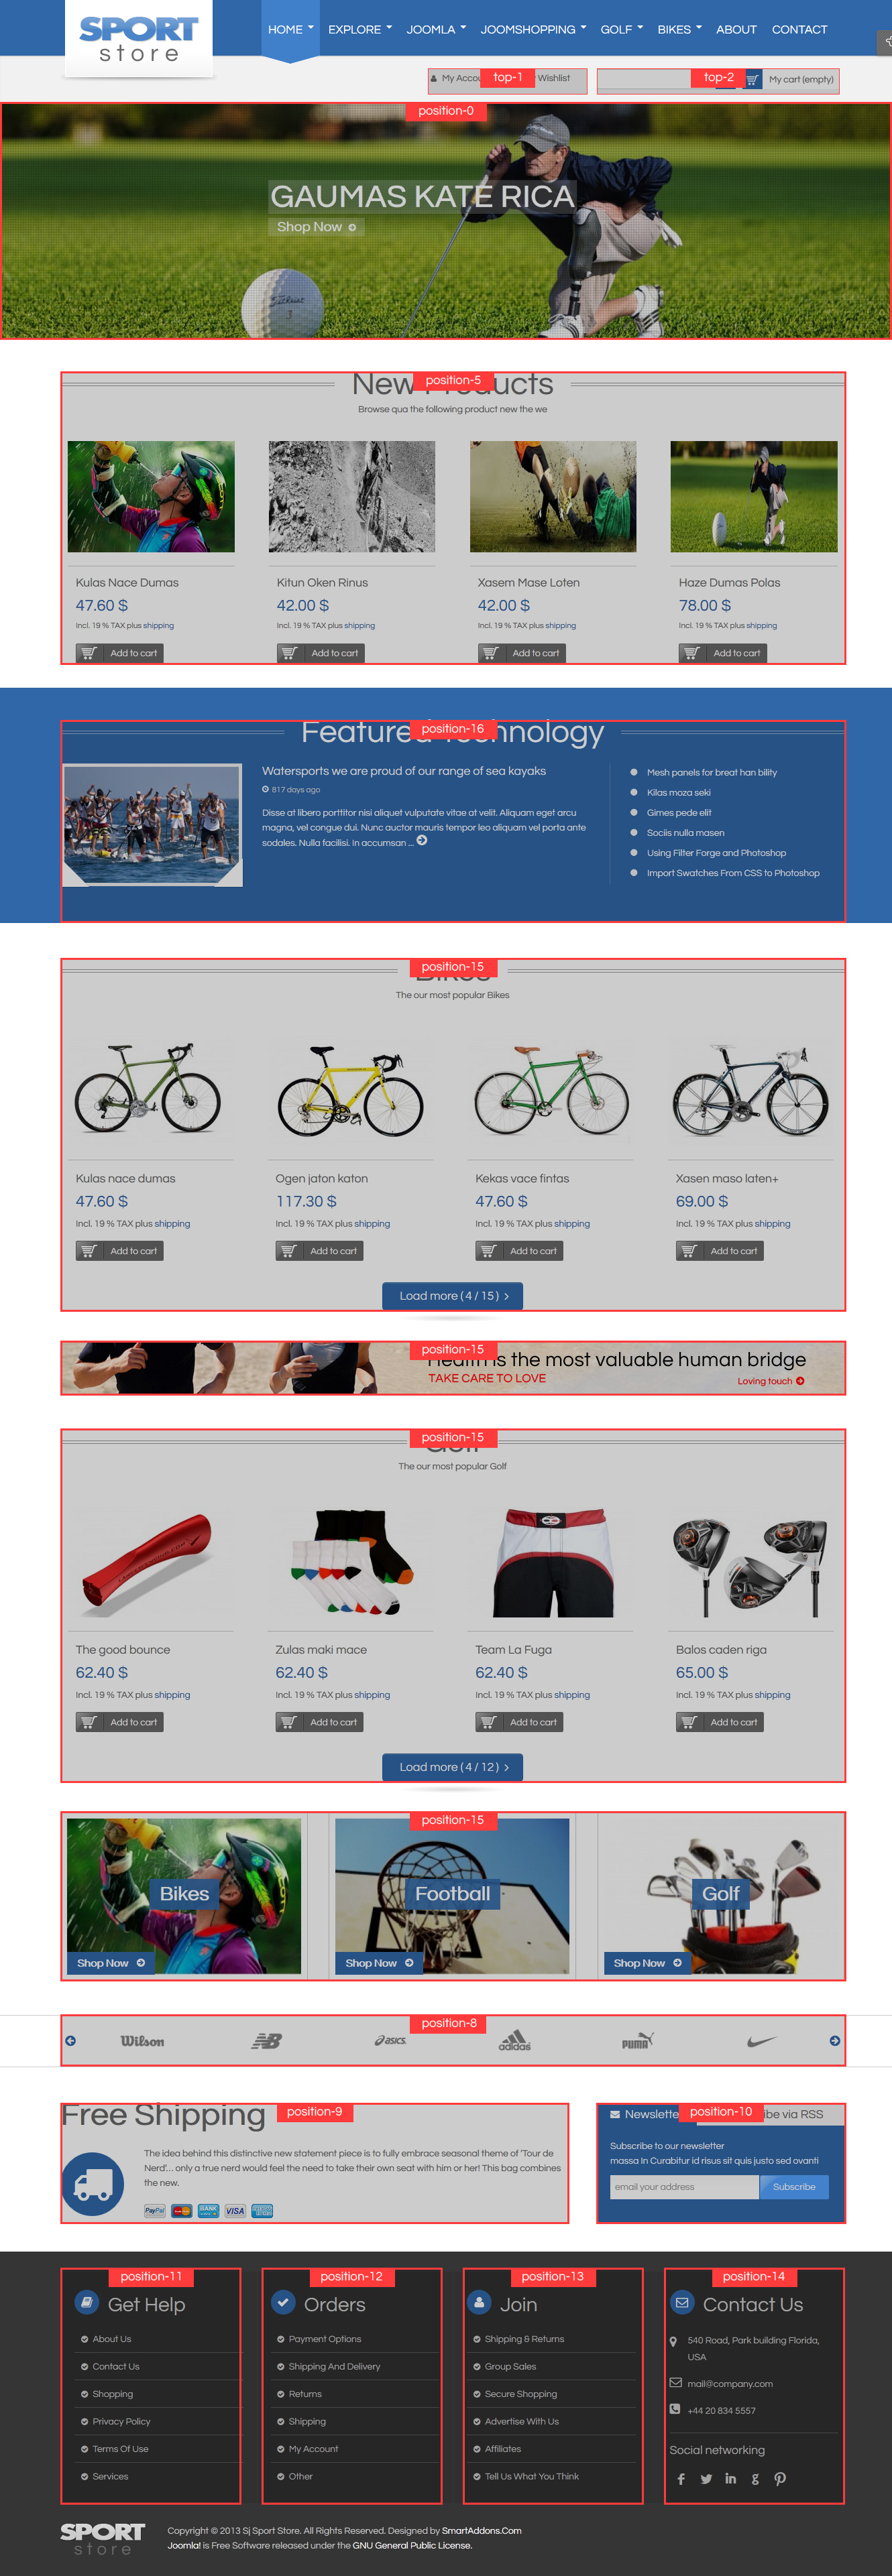 SPORT
store
HOME EXPLORE JOOMLA JOOMSHOPPING GOLF BIKES ABOUT CONTACT
top-1
Wishlist
top-2
My cart (empty)
position-0
GAUMAS KATE RICA
Shop Now
position-5
Browse qua the following product new the we
Kulas Nace Dumas
47.60 $
Incl. 19 % TAX plus shipping
Add to cart
Kitun Oken Rinus
42.00 $
Incl. 19 % TAX plus shipping
Add to cart
Xasem Mase Loten
42.00 $
Incl. 19 % TAX plus shipping
Add to cart
Haze Dumas Polas
78.00 $
Incl. 19 % TAX plus shipping
Add to cart
position-16
Watersports we are proud of our range of sea kayaks
817 days ago
Disse at libero porttitor nisi aliquet vulputate vitae at velit. Aliquam eget arcu
magna, vel congue dui. Nunc auctor mauris tempor leo aliquam vel porta ante
sodales. Nulla facilisi. In accumsan ...
Mesh panels for breat han bility
Kilas moza seki
Gimes pede elit
Sociis nulla masen
Using Filter Forge and Photoshop
Import Swatches From CSS to Photoshop
position-15
Bikes
The our most popular Bikes
Kulas nace dumas
47.60 $
Incl. 19 % TAX plus shipping
Add to cart
Ogen jaton katon
117.30 $
Incl. 19 % TAX plus shipping
Add to cart
Kekas vace fintas
47.60 $
Incl. 19 % TAX plus shipping
Add to cart
Xasen maso laten+
69.00 $
Incl. 19 % TAX plus shipping
Add to cart
Load more ( 4 / 15 )
position-15
is the most valuable human bridge
TAKE CARE TO LOVE
Loving touch
position-15
Golf
The our most popular Golf
The good bounce
62.40 $
Incl. 19 % TAX plus shipping
Add to cart
Zulas maki mace
62.40 $
Incl. 19 % TAX plus shipping
Add to cart
Team La Fuga
62.40 $
Incl. 19 % TAX plus shipping
Add to cart
Balos caden riga
65.00 $
Incl. 19 % TAX plus shipping
Add to cart
Load more ( 4 / 12 )
position-15
Bikes
Shop Now
Football
Shop Now
Golf
Shop Now
position-8
Wilson
asics
adidas
PUMA
Free Shipping
position-9
The idea behind this distinctive new statement piece is to fully embrace seasonal theme of 'Tour de
Nerd'... only a true nerd would feel the need to take their own seat with him or her! This bag combines
the new.
PayPal
VISA
position-10
via RSS
Subscribe to our newsletter
massa In Curabitur id risus sit quis justo sed ovanti
email your address
Subscribe
position-11
Get Help
About Us
Contact Us
Shopping
Privacy Policy
Terms Of Use
Services
position-12
Orders
Payment Options
Shipping And Delivery
Returns
Shipping
My Account
Other
position-13
Join
Shipping & Returns
Group Sales
Secure Shopping
Advertise With Us
Affiliates
Tell Us What You Think
position-14
Contact Us
540 Road, Park building Florida,
USA
mail@company.com
+44 20 834 5557
Social networking
SPORT
store
Copyright © 2013 Sj Sport Store. All Rights Reserved. Designed by SmartAddons.Com
Joomla! is Free Software released under the GNU General Public License.